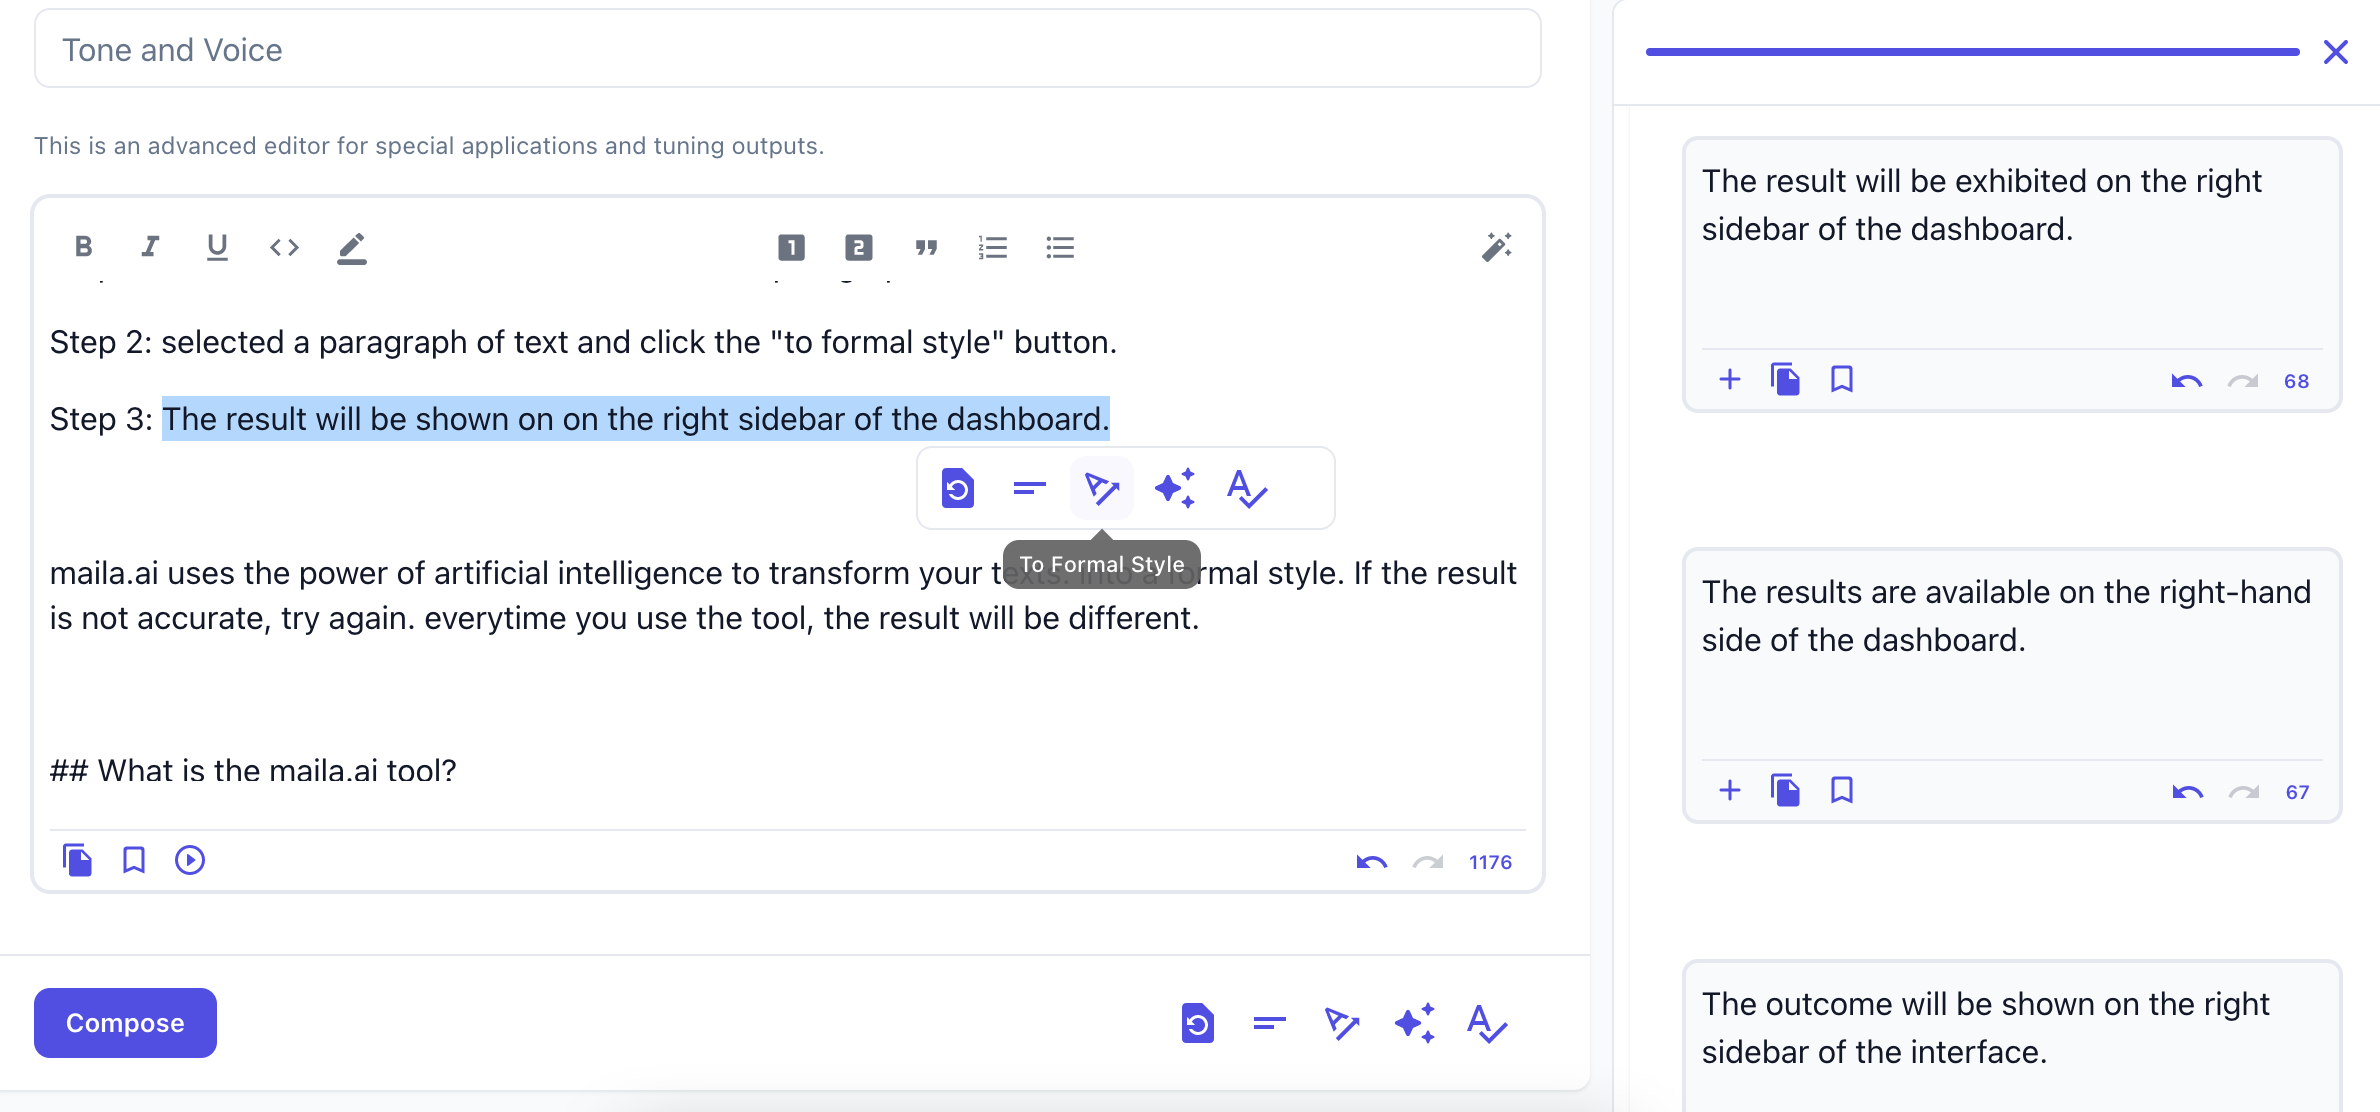 Tone and Voice
This is an advanced editor for special applications and tuning outputs.
Step 2: selected a paragraph of text and click the "to formal style" button.
Step 3: The result will be shown on on the right sidebar of the dashboard.
To Formal Style
maila.ai uses the power of artificial intelligence to transform your texts. into a formal style. If the result
is not accurate, try again. everytime you use the tool, the result will be different.
## What is the maila.ai tool?
1176
Compose
The result will be exhibited on the right
sidebar of the dashboard.
68
The results are available on the right-hand
side of the dashboard.
67
The outcome will be shown on the right
sidebar of the interface.